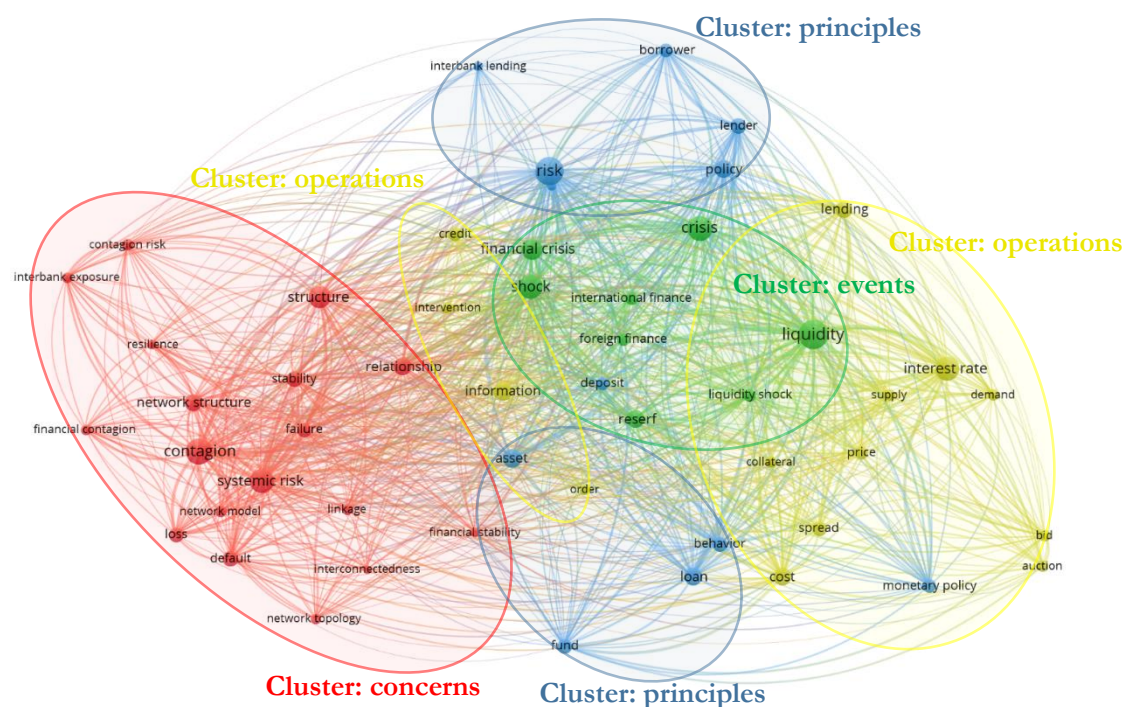 Cluster: principles
borrower
interbank lending
lender
risk
policy
Cluster: operations
lending
credit
crisis
Cluster: operations
contagion risk
financial crisis
interbank exposure
shock
Cluster: events
structure
international finance
intervention
liquidity
resilience
foreign finance
relationship
interest rate
stability
deposit
information
liquidity shock
supply
demand
network structure
reserf
financial contagion
failure
contagion
price
asset
collateral
systemic risk
order
network model
linkage
spread
loss
financial stability
bid
behavior
default
auction
interconnectedness
loan
cost
monetary policy
network topology
fund
Cluster: concerns
Cluster: principles